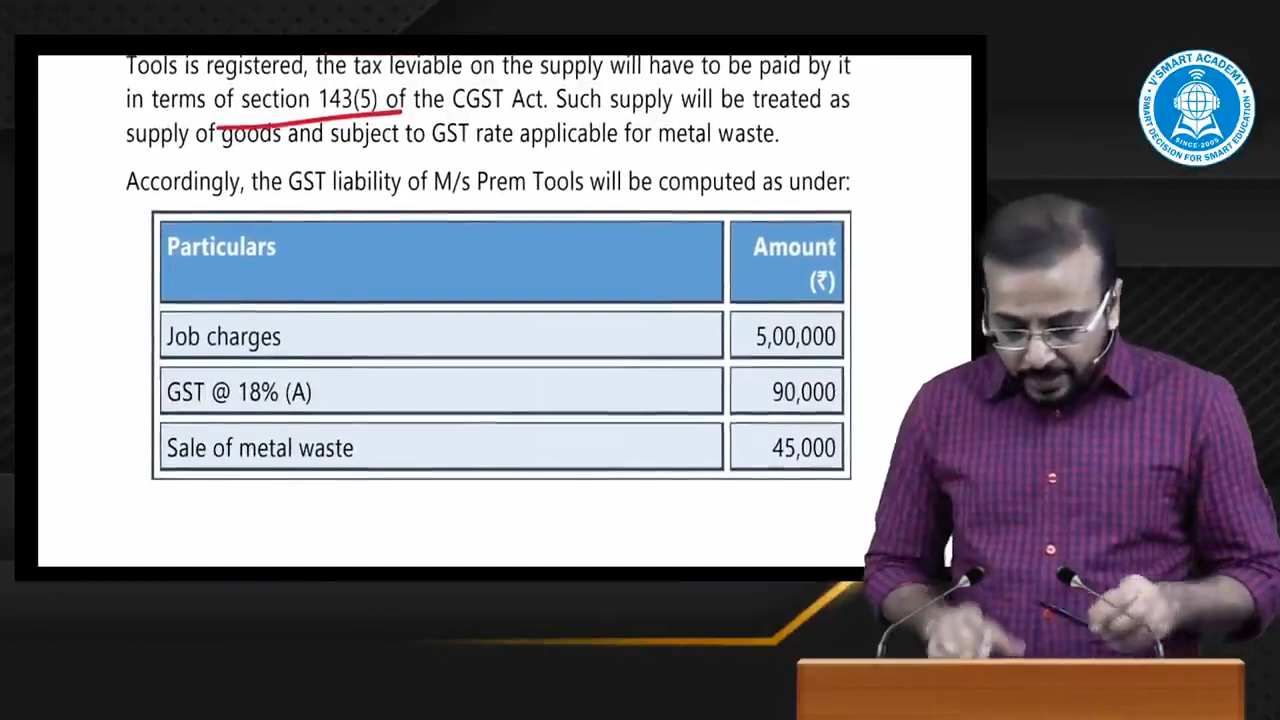 Tools is registered, the tax leviable on the supply will have to be paid by it
in terms of section 143(5) of the CGST Act. Such supply will be treated as
supply of goods and subject to GST rate applicable for metal waste.
Accordingly, the GST liability of M/s Prem Tools will be computed as under:
Particulars Amount
(₹)
Job charges 5,00,000
GST @ 18% (A) 90,000
Sale of metal waste 45,000
V'SMART ACADEMY
SINCE-2009
SMART DECISION FOR SMART EDUCATION